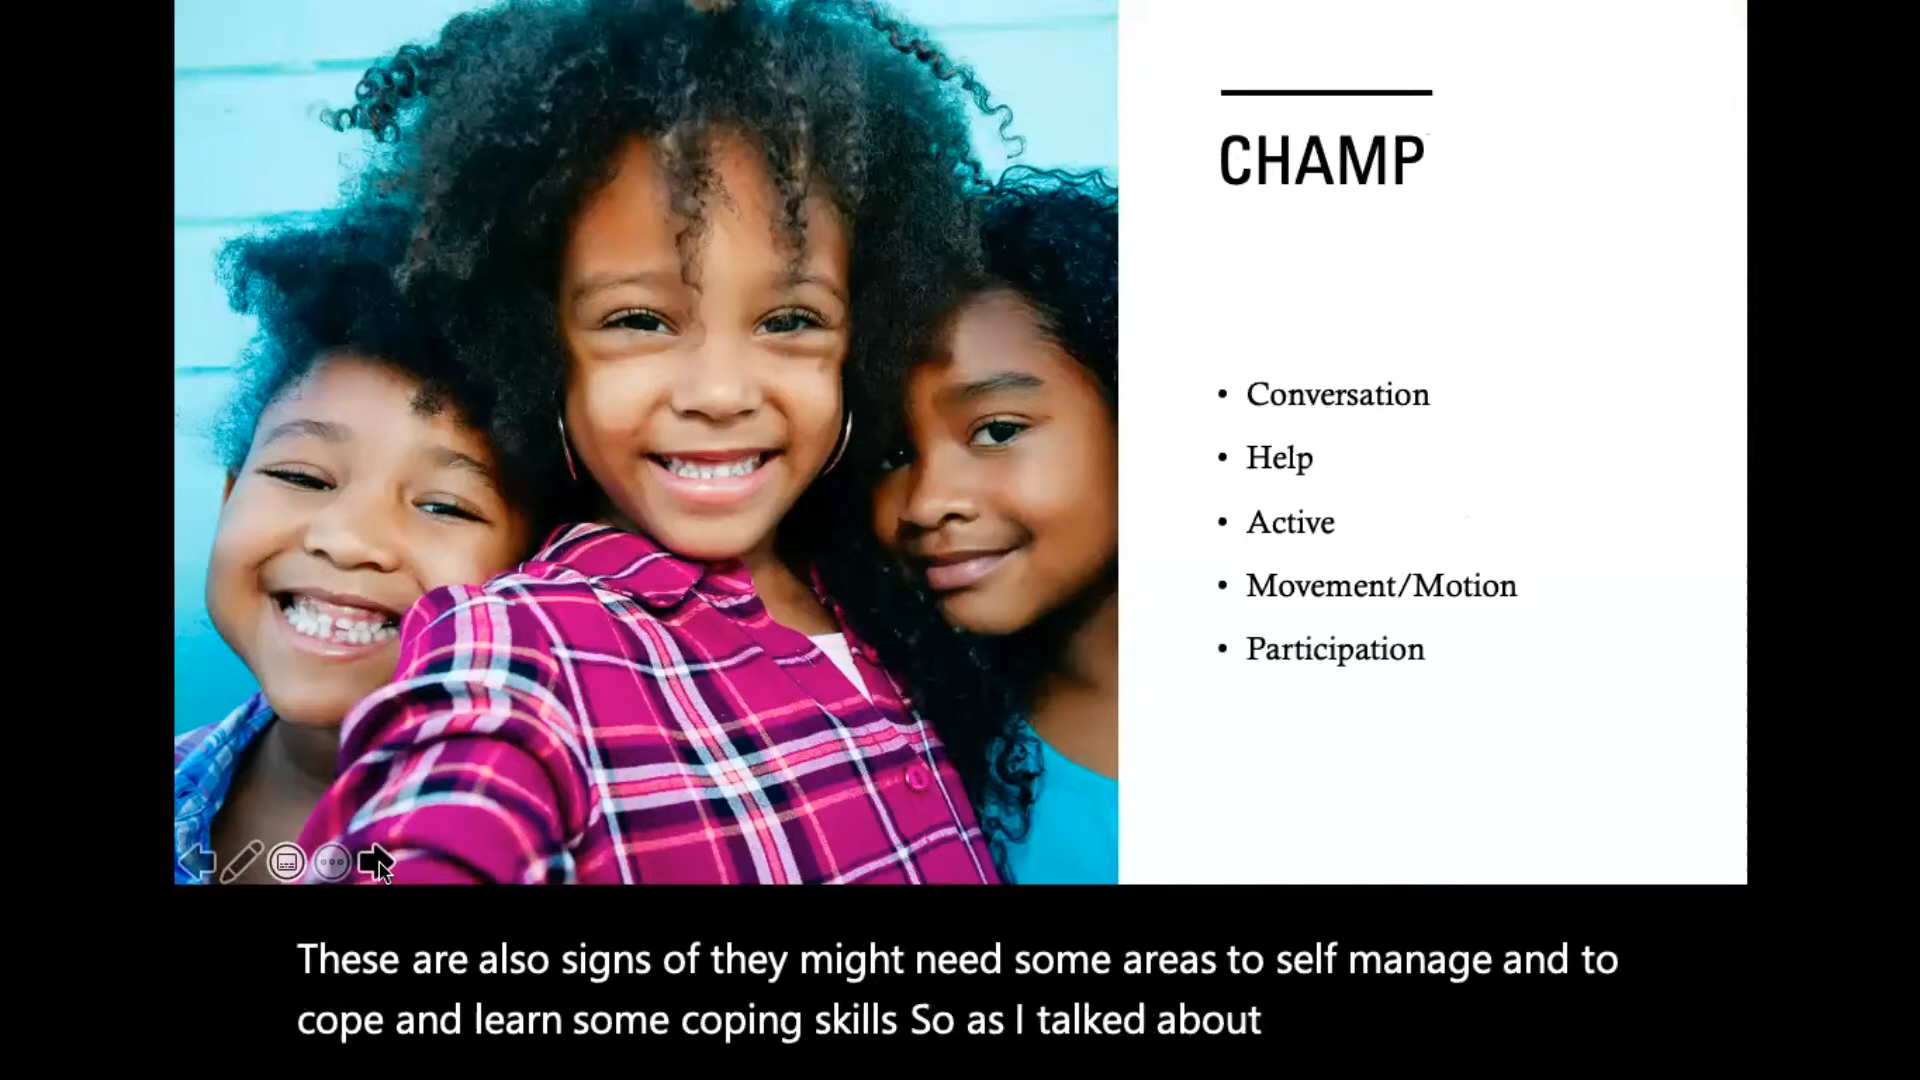 CHAMP
• Conversation
• Help
• Active
• Movement/Motion
• Participation
These are also signs of they might need some areas to self manage and to
cope and learn some coping skills So as I talked about